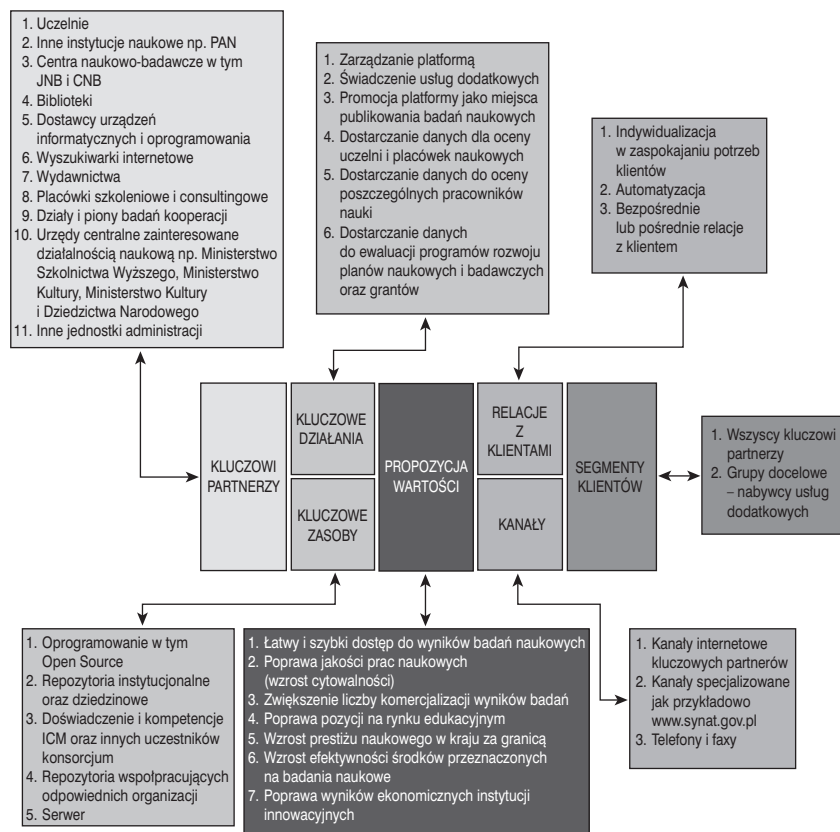 1. Uczelnie
2. Inne instytucje naukowe np. PAN
3. Centra naukowo-badawcze w tym
JNB i CNB
4. Biblioteki
5. Dostawcy urządzeń
informatycznych i oprogramowania
6. Wyszukiwarki internetowe
7. Wydawnictwa
8. Placówki szkoleniowe i consultingowe
9. Działy i piony badań kooperacji
10. Urzędy centralne zainteresowane
działalnością naukową np. Ministerstwo
Szkolnictwa Wyższego, Ministerstwo
Kultury, Ministerstwo Kultury
i Dziedzictwa Narodowego
11. Inne jednostki administracji
1. Zarządzanie platformą
2. Świadczenie usług dodatkowych
3. Promocja platformy jako miejsca
publikowania badań naukowych
4. Dostarczanie danych dla oceny
uczelni i placówek naukowych
5. Dostarczanie danych do oceny
poszczególnych pracowników
nauki
6. Dostarczanie danych
do ewaluacji programów rozwoju
planów naukowych i badawczych
oraz grantów
1. Indywidualizacja
w zaspokajaniu potrzeb
klientów
2. Automatyzacja
3. Bezpośrednie
lub pośrednie relacje
z klientem
KLUCZOWI
PARTNERZY
KLUCZOWE
DZIAŁANIA
KLUCZOWE
ZASOBY
PROPOZYCJA
WARTOŚCI
RELACJE
Z
KLIENTAMI
KANAŁY
SEGMENTY
KLIENTÓW
1. Wszyscy kluczowi
partnerzy
2. Grupy docelowe
– nabywcy usług
dodatkowych
1. Oprogramowanie w tym
Open Source
2. Repozytoria instytucjonalne
oraz dziedzinowe
3. Doświadczenie i kompetencje
ICM oraz innych uczestników
konsorcjum
4. Repozytoria współpracujących
odpowiednich organizacji
5. Serwer
1. Łatwy i szybki dostęp do wyników badań naukowych
2. Poprawa jakości prac naukowych
(wzrost cytowalności)
3. Zwiększenie liczby komercjalizacji wyników badań
4. Poprawa pozycji na rynku edukacyjnym
5. Wzrost prestiżu naukowego w kraju za granicą
6. Wzrost efektywności środków przeznaczonych
na badania naukowe
7. Poprawa wyników ekonomicznych instytucji
innowacyjnych
1. Kanały internetowe
kluczowych partnerów
2. Kanały specjalizowane
jak przykładowo
www.synat.gov.pl
3. Telefony i faxy